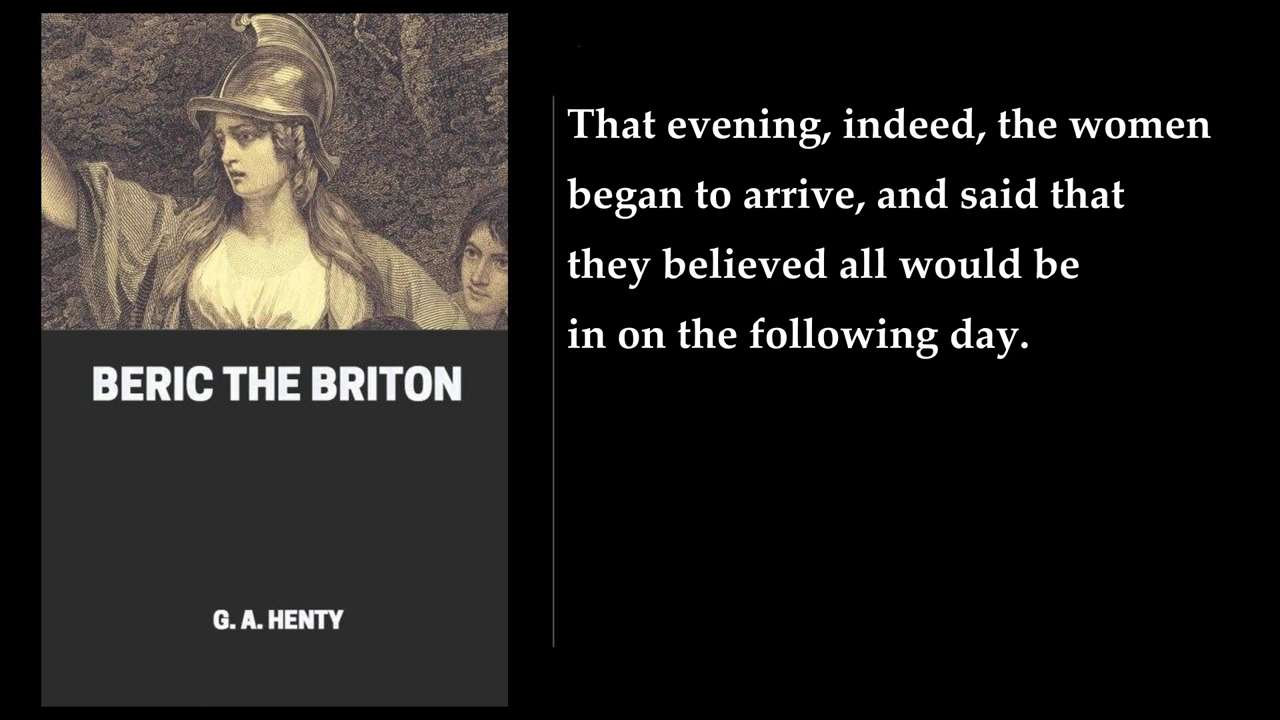 BERIC THE BRITON
G. A. HENTY
That evening, indeed, the women
began to arrive, and said that
they believed all would be
in on the following day.